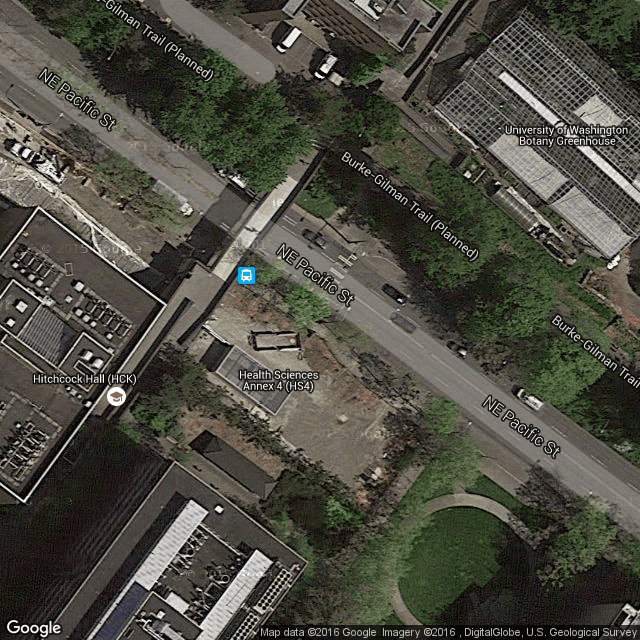 Burke-Gilman Trail (Planned)
NE Pacific St
University of Washington
Botany Greenhouse
Burke-Gilman Trail (Planned)
NE Pacific St
Burke-Gilman Trail
Hitchcock Hall (HCK)
Health Sciences
Annex 4 (HS4)
NE Pacific St
Google
Map data ©2016 Google Imagery ©2016 , DigitalGlobe, U.S. Geological Survey